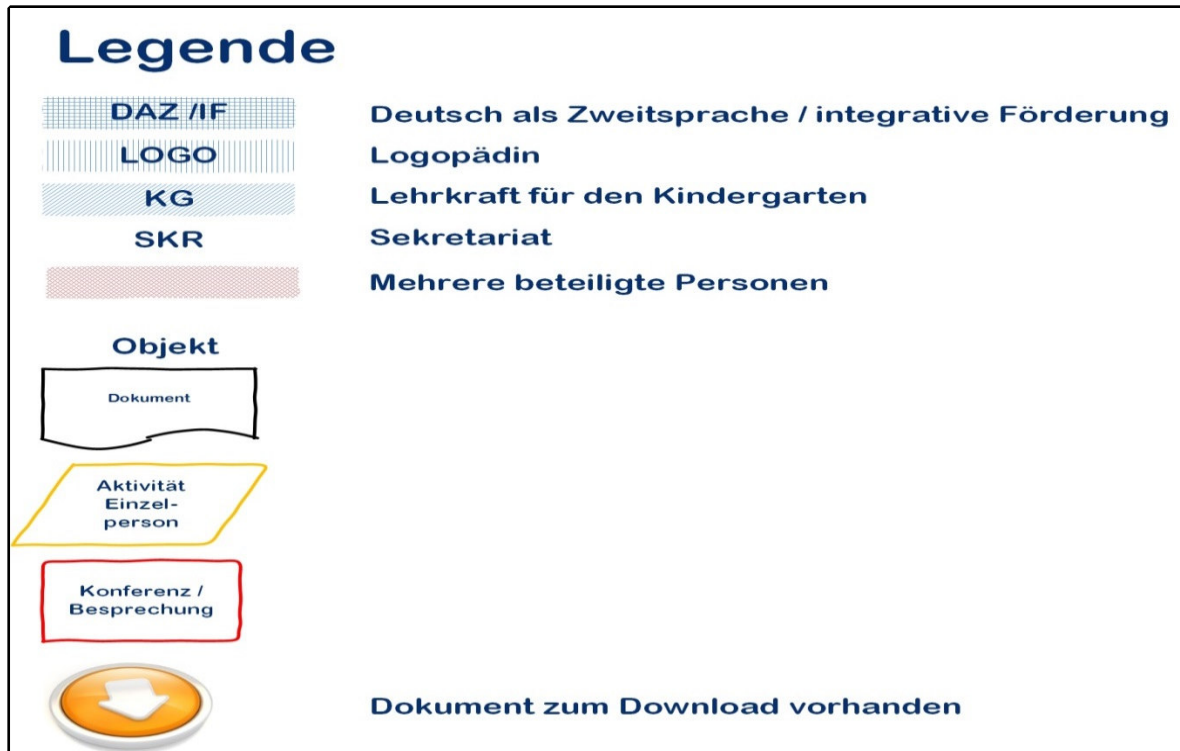 Legende
DAZ /IF Deutsch als Zweitsprache / integrative Förderung
LOGO Logopädin
KG Lehrkraft für den Kindergarten
SKR Sekretariat
Mehrere beteiligte Personen
Objekt
Dokument
Aktivität
Einzel-
person
Konferenz /
Besprechung
Dokument zum Download vorhanden